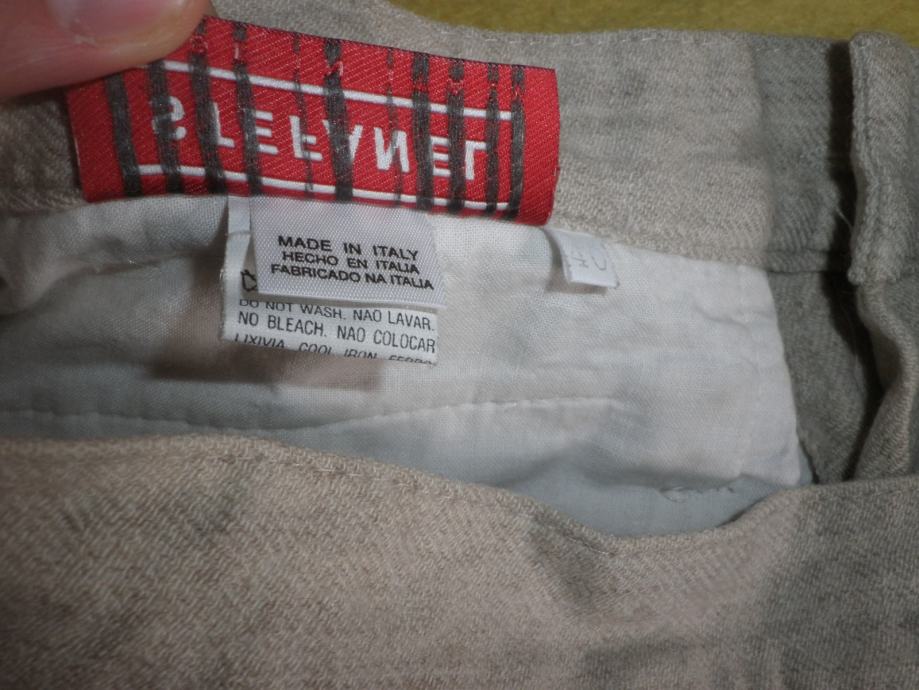 STEFANEL
MADE IN ITALY
HECHO EN ITALIA
FABRICADO NA ITALIA
DO NOT WASH. NAO LAVAR.
NO BLEACH. NAO COLOCAR
LIXIVIA COOL IRON